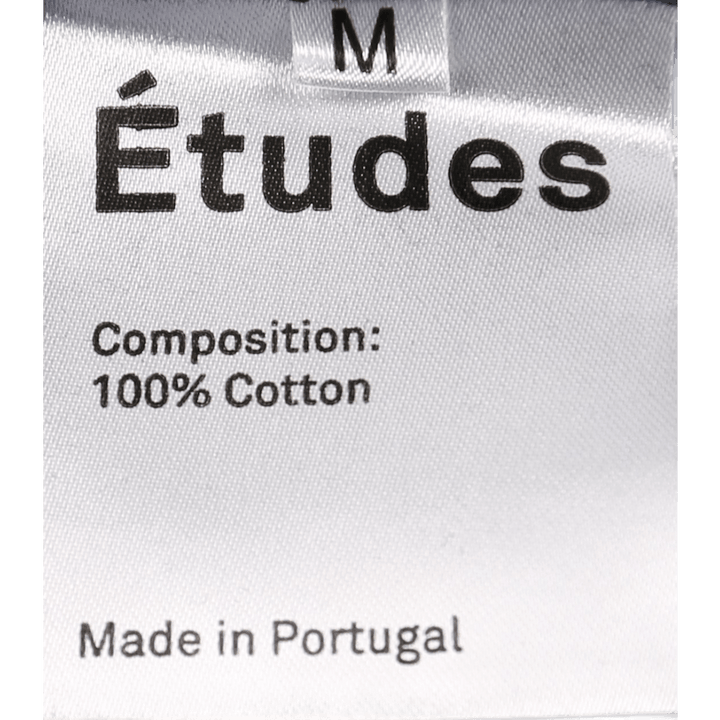 M
Études
Composition:
100% Cotton
Made in Portugal